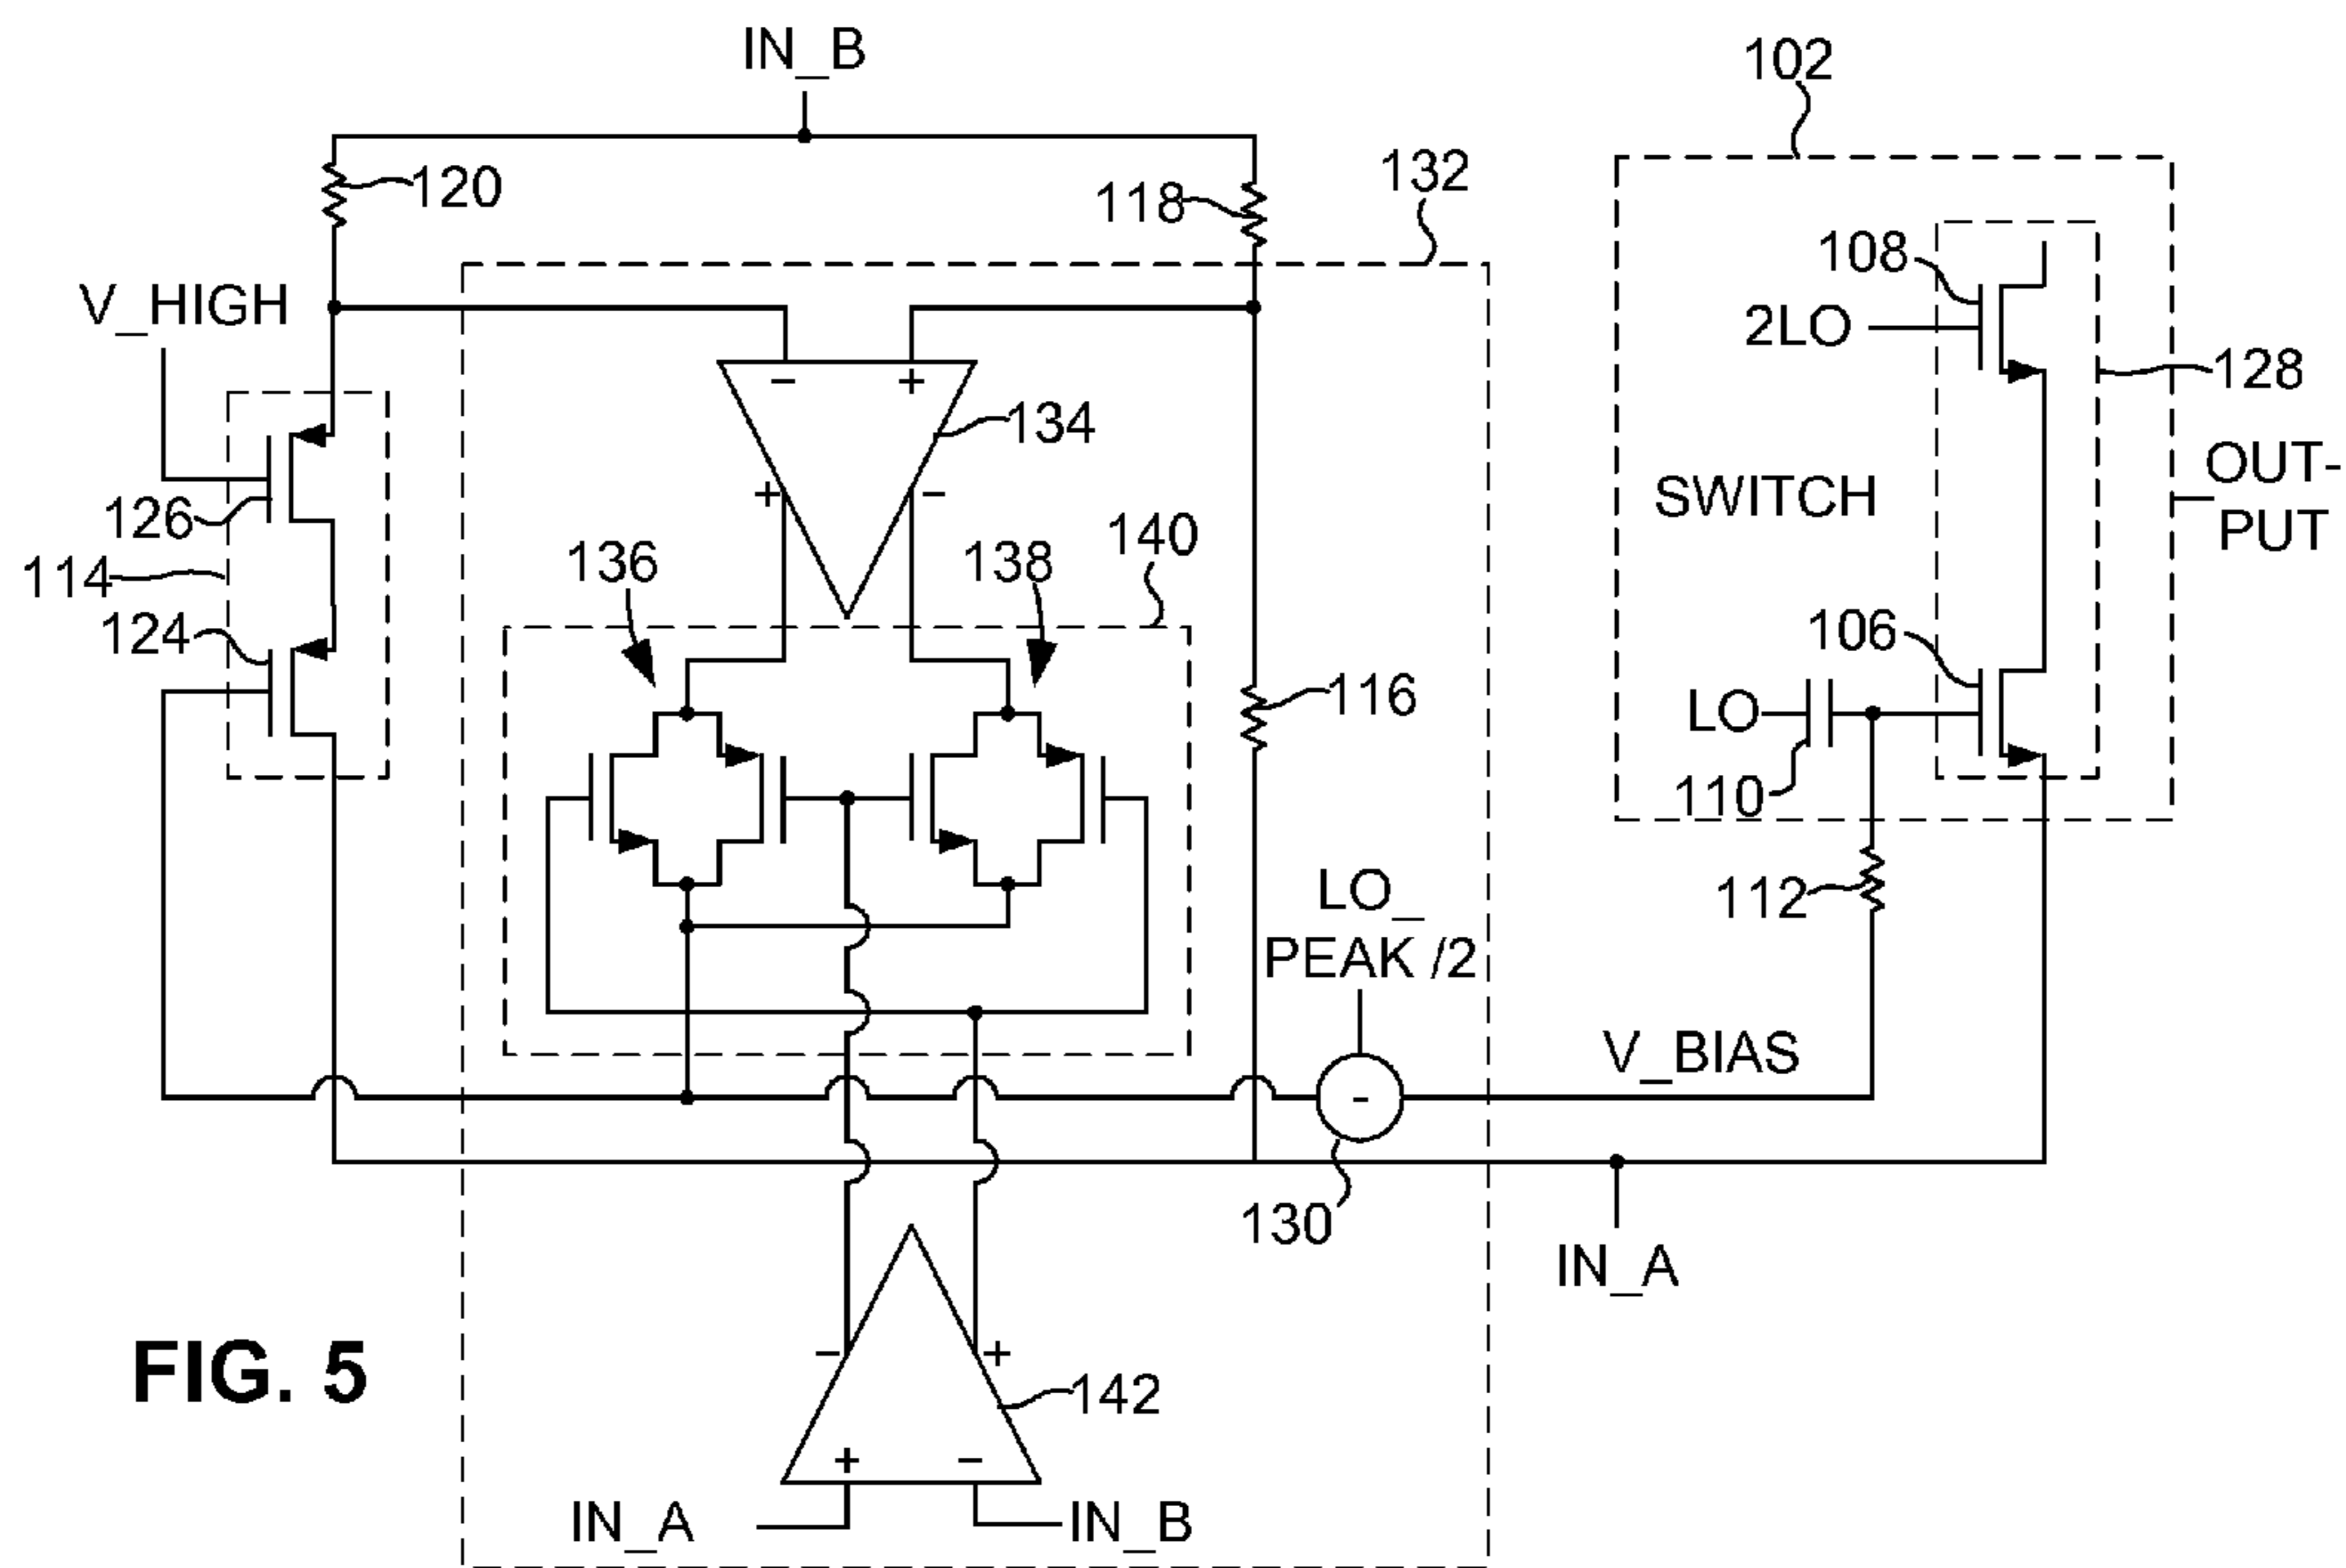 IN_B
102
120
118
132
V_HIGH
108
2LO
134
128
126
SWITCH
OUT-
PUT
114
136
138
140
124
106
116
LO
110
112
LO_
PEAK /2
V_BIAS
-
130
IN_A
- +
+ -
- +
142
+ -
IN_A
IN_B
FIG. 5